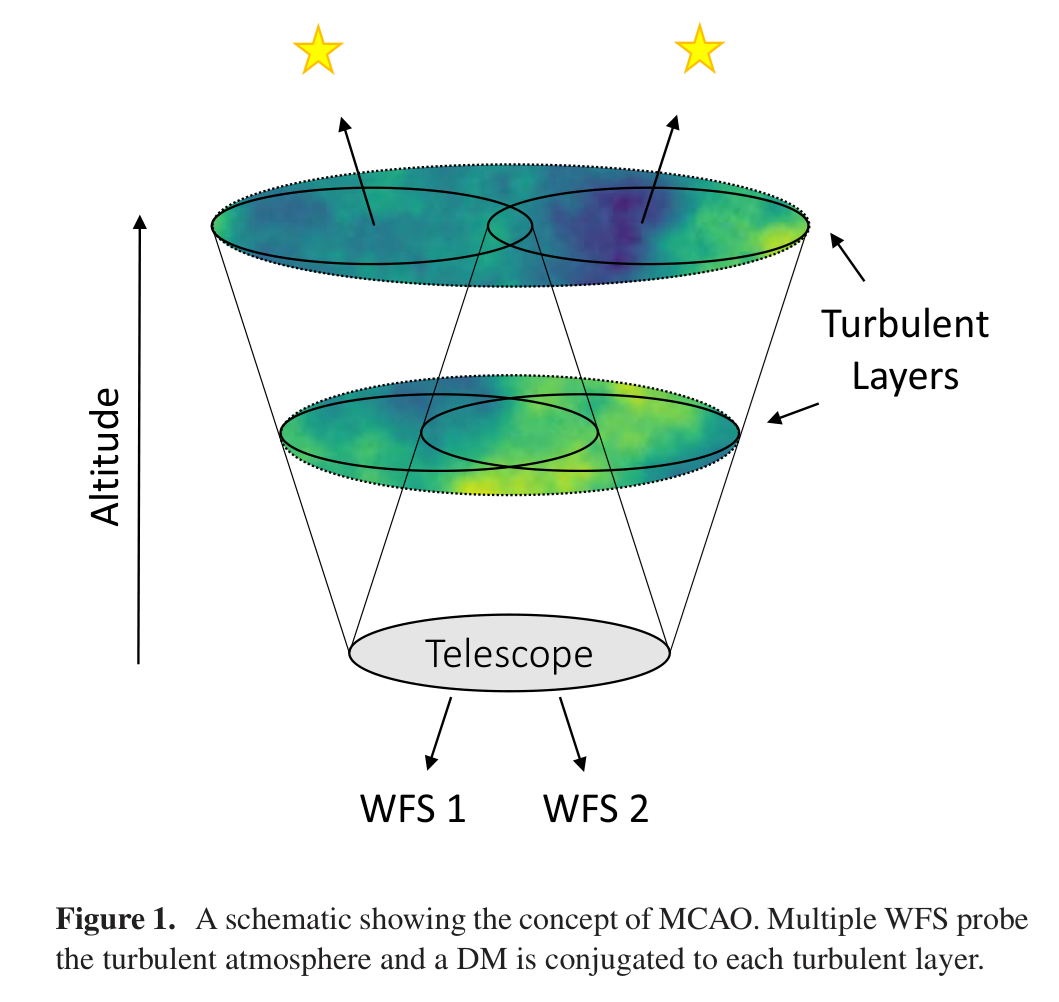 Turbulent
Layers
Altitude
Telescope
WFS 1
WFS 2
Figure 1. A schematic showing the concept of MCAO. Multiple WFS probe
the turbulent atmosphere and a DM is conjugated to each turbulent layer.